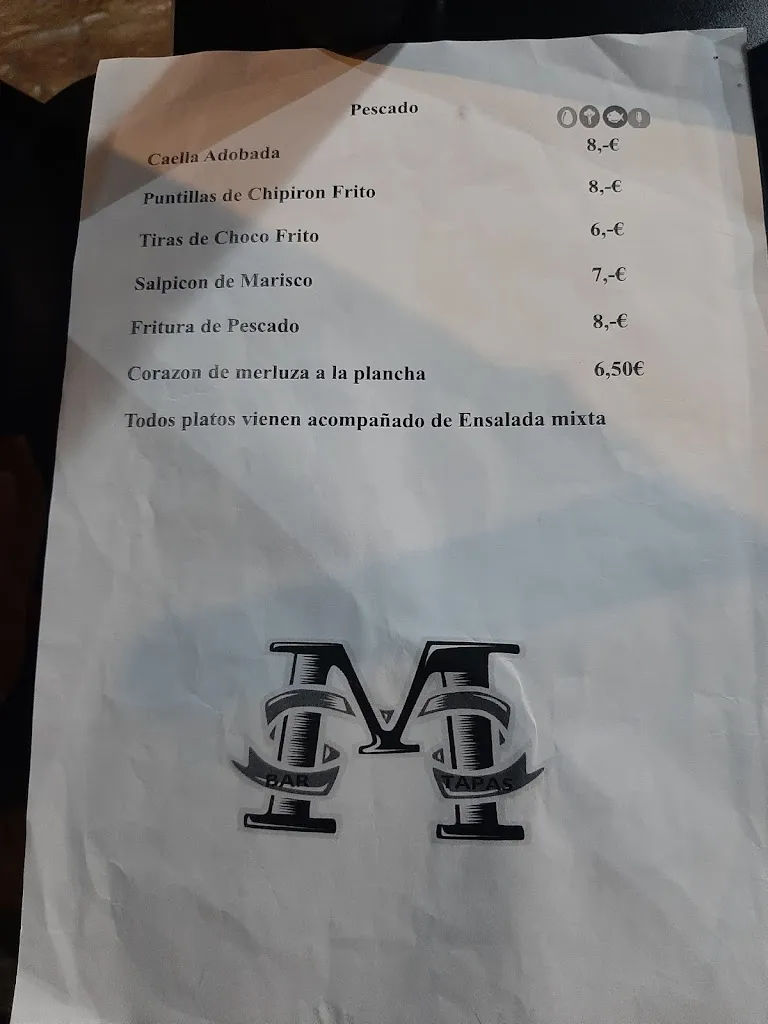 Pescado
Caella Adobada 8,-€
Puntillas de Chipiron Frito 8,-€
Tiras de Choco Frito 6,-€
Salpicon de Marisco 7,-€
Fritura de Pescado 8,-€
Corazon de merluza a la plancha 6,50€
Todos platos vienen acompañado de Ensalada mixta
M
BAR TAPAS